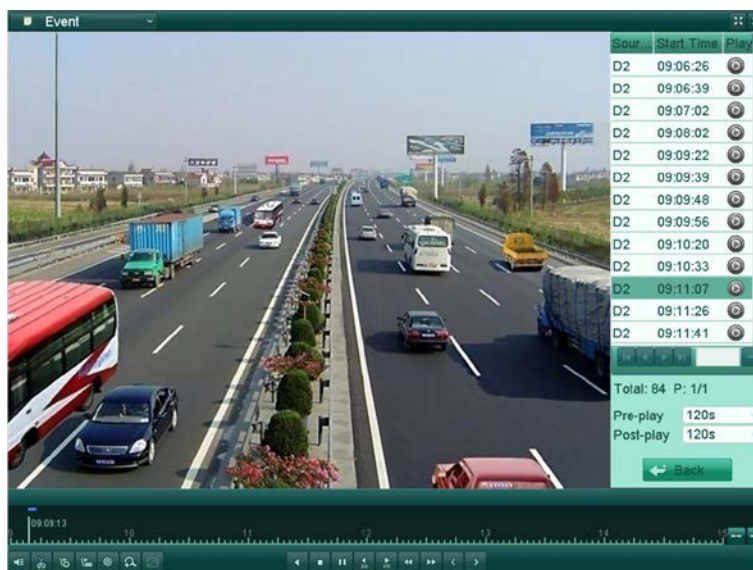 Event
Sour... Start Time Play
D2 09:06:26
D2 09:06:39
D2 09:07:02
D2 09:08:02
D2 09:09:22
D2 09:09:39
D2 09:09:48
D2 09:09:56
D2 09:10:20
D2 09:10:33
D2 09:11:07
D2 09:11:26
D2 09:11:41
Total: 84 P: 1/1
Pre-play 120s
Post-play 120s
Back
09:09:13
9 10 11 12 13 14 15